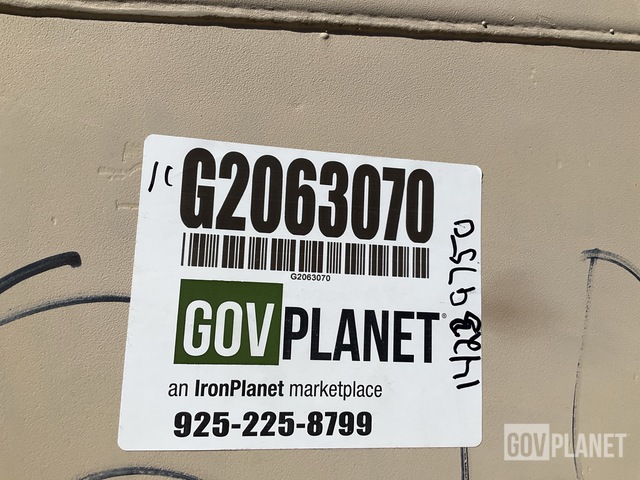 G2063070
G2063070
GOVPLANET®
an IronPlanet marketplace
925-225-8799
GOVPLANET